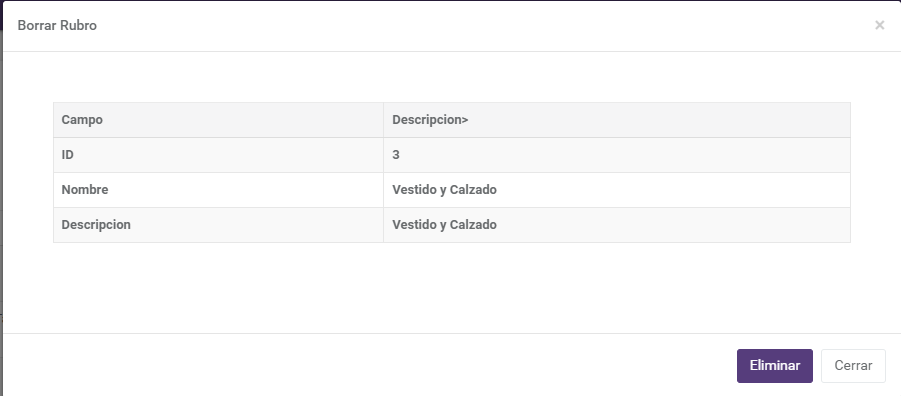 Borrar Rubro ×
Campo Descripcion>
ID 3
Nombre Vestido y Calzado
Descripcion Vestido y Calzado
Eliminar Cerrar